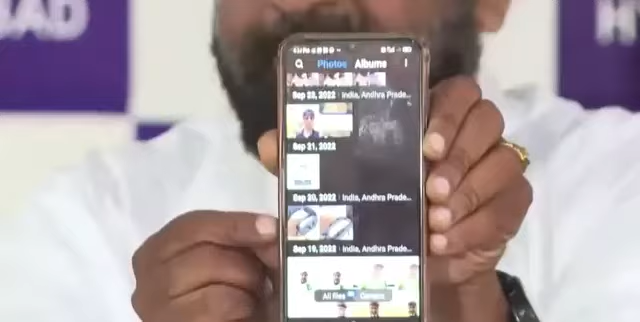 BAD
H
Photos Albums
Sep 23, 2022 India, Andhra Prade...
Sep 21, 2022
Sep 20, 2022 India, Andhra Prade...
Sep 19, 2022 India, Andhra Prade...
All files Camera